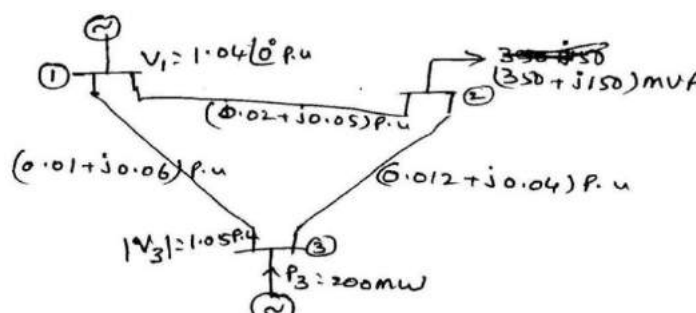 ~
V₁ = 1.04∠0° P.u
①
(350 + j150) MVA
②
(0.02 + j0.05) P.u
(0.01 + j0.06) P.u
(0.012 + j0.04) P.u
|V₃| = 1.05 P.u
③
P₃ = 200 MW
~